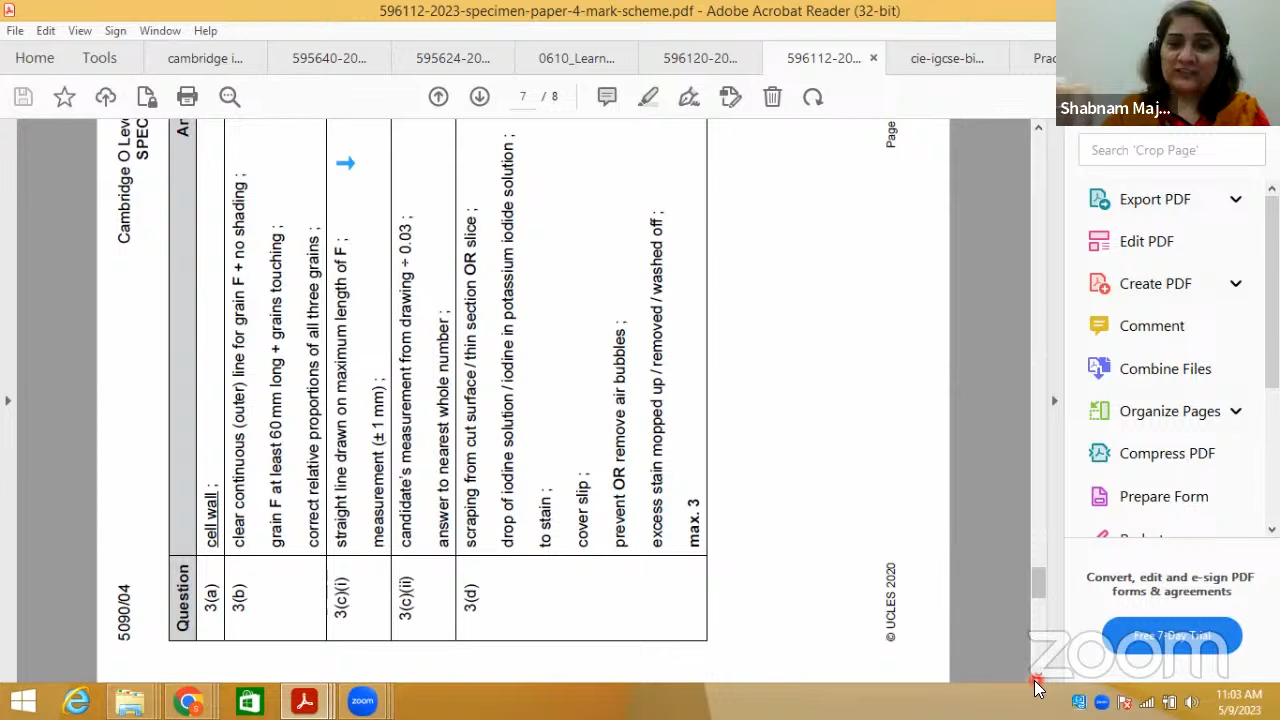 596112-2023-specimen-paper-4-mark-scheme.pdf - Adobe Acrobat Reader (32-bit)
File Edit View Sign Window Help
Home Tools cambridge i... 595640-20... 595624-20... 0610_Learn... 596120-20... 596112-20... cie-igcse-bi... Prac
7 / 8
Shabnam Maj...
Search 'Crop Page'
Export PDF
Edit PDF
Create PDF
Comment
Combine Files
Organize Pages
Compress PDF
Prepare Form
Convert, edit and e-sign PDF
forms & agreements
Free 7-Day Trial
zoom
5090/04 Cambridge O Leve
SPEC
Question An
3(a) cell wall ;
3(b) clear continuous (outer) line for grain F + no shading ;
grain F at least 60 mm long + grains touching ;
correct relative proportions of all three grains ;
3(c)(i) straight line drawn on maximum length of F ;
measurement (± 1 mm) ;
3(c)(ii) candidate's measurement from drawing ÷ 0.03 ;
answer to nearest whole number ;
3(d) scraping from cut surface / thin section OR slice ;
drop of iodine solution / iodine in potassium iodide solution ;
to stain ;
cover slip ;
prevent OR remove air bubbles ;
excess stain mopped up / removed / washed off ;
max. 3
© UCLES 2020 Page
zoom
11:03 AM
5/9/2023